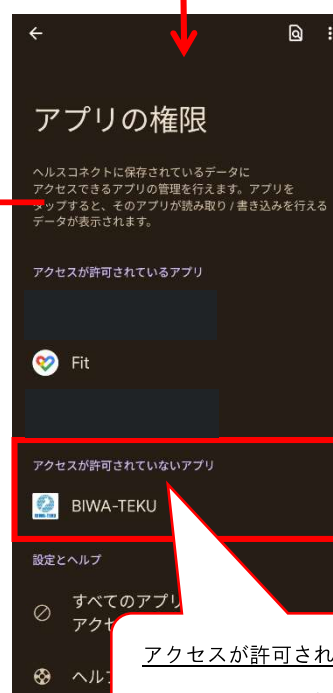 アプリの権限
ヘルスコネクトに保存されているデータに
アクセスできるアプリの管理を行えます。アプリを
タップすると、そのアプリが読み取り / 書き込みを行える
データが表示されます。
アクセスが許可されているアプリ
Fit
アクセスが許可されていないアプリ
BIWA-TEKU
設定とヘルプ
すべてのアプリ
アクセ
ヘル
アクセスが許可され